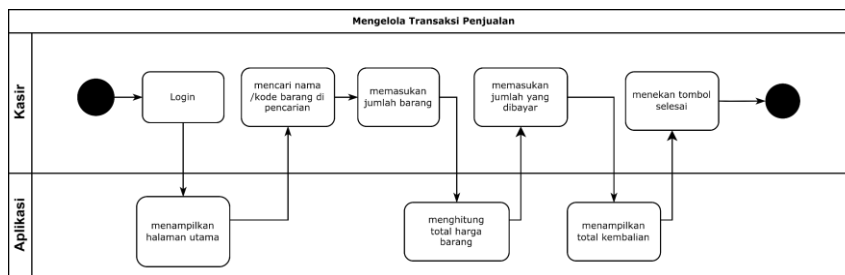 Mengelola Transaksi Penjualan
Kasir
Login
mencari nama
/kode barang di
pencarian
memasukan
jumlah barang
memasukan
jumlah yang
dibayar
menekan tombol
selesai
Aplikasi
menampilkan
halaman utama
menghitung
total harga
barang
menampilkan
total kembalian